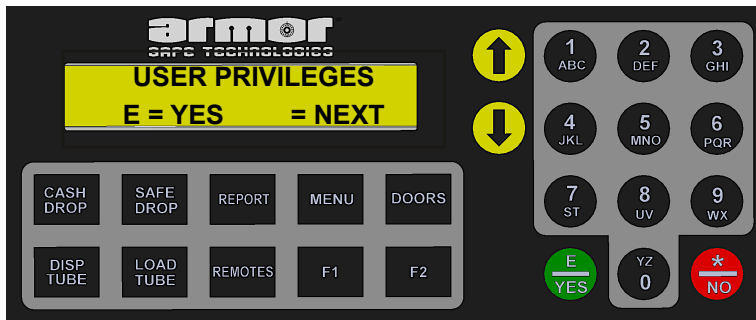 armor
SAFE TECHNOLOGIES
USER PRIVILEGES
E = YES = NEXT
CASH DROP
SAFE DROP
REPORT
MENU
DOORS
DISP TUBE
LOAD TUBE
REMOTES
F1
F2
1
ABC
2
DEF
3
GHI
4
JKL
5
MNO
6
PQR
7
ST
8
UV
9
WX
E
YES
YZ
0
*
NO